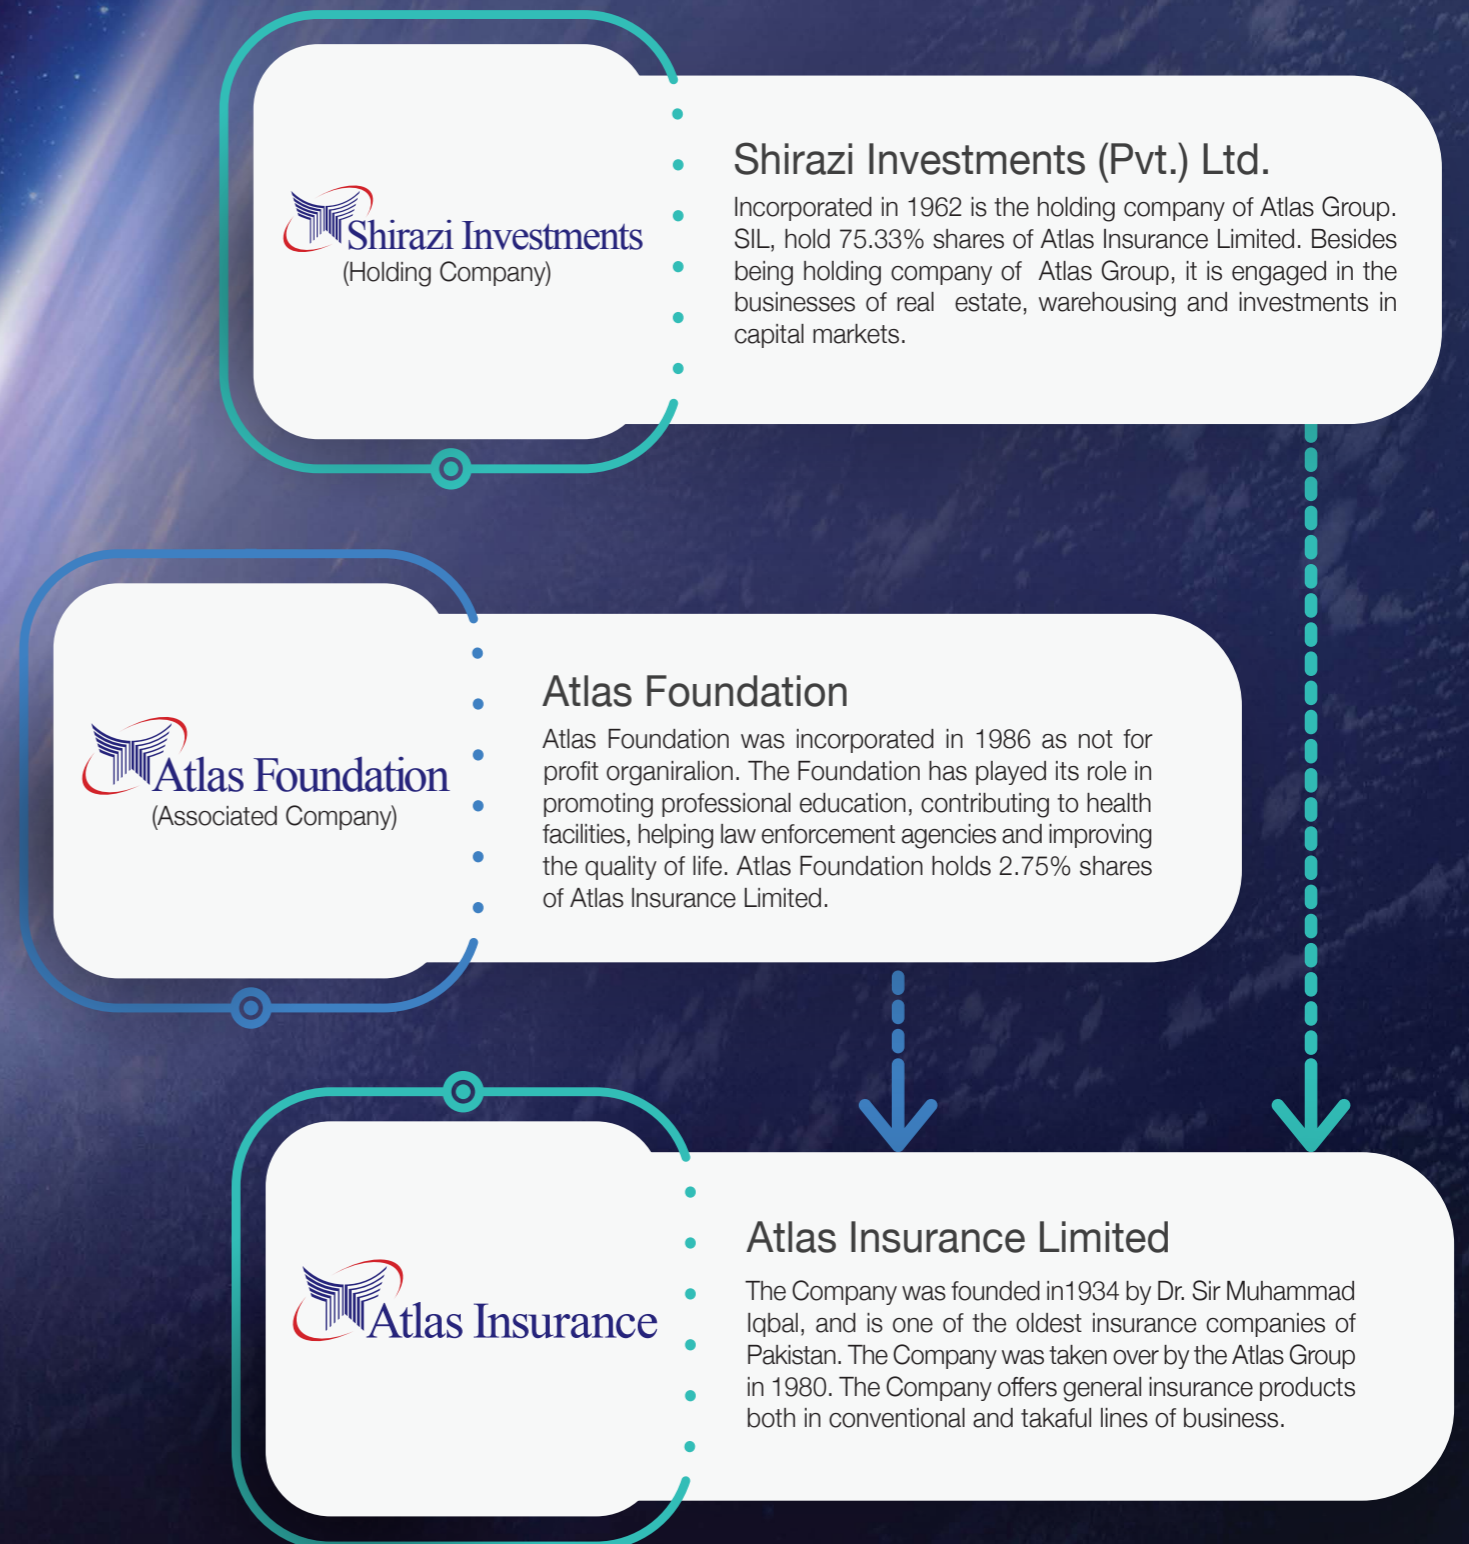 Shirazi Investments
(Holding Company)
Shirazi Investments (Pvt.) Ltd.
Incorporated in 1962 is the holding company of Atlas Group.
SIL, hold 75.33% shares of Atlas Insurance Limited. Besides
being holding company of Atlas Group, it is engaged in the
businesses of real estate, warehousing and investments in
capital markets.
Atlas Foundation
(Associated Company)
Atlas Foundation
Atlas Foundation was incorporated in 1986 as not for
profit organiralion. The Foundation has played its role in
promoting professional education, contributing to health
facilities, helping law enforcement agencies and improving
the quality of life. Atlas Foundation holds 2.75% shares
of Atlas Insurance Limited.
Atlas Insurance
Atlas Insurance Limited
The Company was founded in1934 by Dr. Sir Muhammad
Iqbal, and is one of the oldest insurance companies of
Pakistan. The Company was taken over by the Atlas Group
in 1980. The Company offers general insurance products
both in conventional and takaful lines of business.